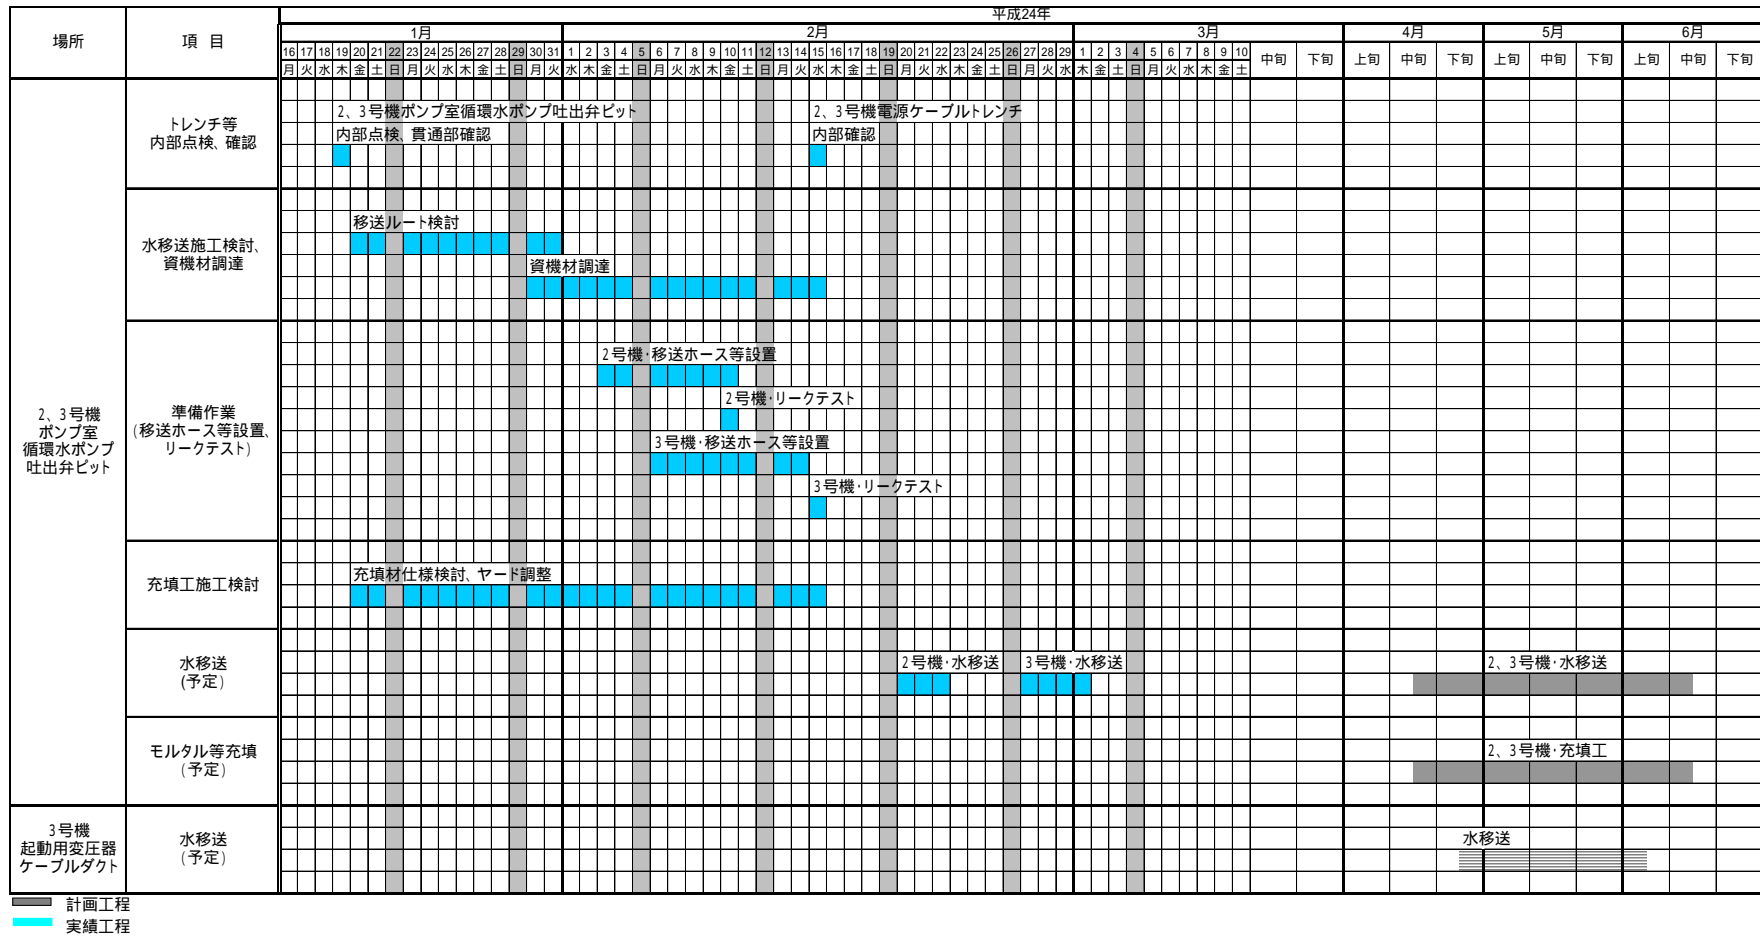 平成24年
場所 項 目 1月 2月 3月 4月 5月 6月
16 17 18 19 20 21 22 23 24 25 26 27 28 29 30 31 1 2 3 4 5 6 7 8 9 10 11 12 13 14 15 16 17 18 19 20 21 22 23 24 25 26 27 28 29 1 2 3 4 5 6 7 8 9 10 中旬 下旬 上旬 中旬 下旬 上旬 中旬 下旬 上旬 中旬 下旬
月 火 水 木 金 土 日 月 火 水 木 金 土 日 月 火 水 木 金 土 日 月 火 水 木 金 土 日 月 火 水 木 金 土 日 月 火 水 木 金 土 日 月 火 水 木 金 土 日 月 火 水 木 金 土
2、3号機
ポンプ室
循環水ポンプ
吐出弁ピット
トレンチ等
内部点検、確認
2、3号機ポンプ室循環水ポンプ吐出弁ピット
内部点検、貫通部確認
2、3号機電源ケーブルトレンチ
内部確認
水移送施工検討、
資機材調達
移送ルート検討
資機材調達
準備作業
(移送ホース等設置、
リークテスト)
2号機・移送ホース等設置
2号機・リークテスト
3号機・移送ホース等設置
3号機・リークテスト
充填工施工検討
充填材仕様検討、ヤード調整
水移送
(予定)
2号機・水移送
3号機・水移送
2、3号機・水移送
モルタル等充填
(予定)
2、3号機・充填工
3号機
起動用変圧器
ケーブルダクト
水移送
(予定)
水移送
計画工程
実績工程